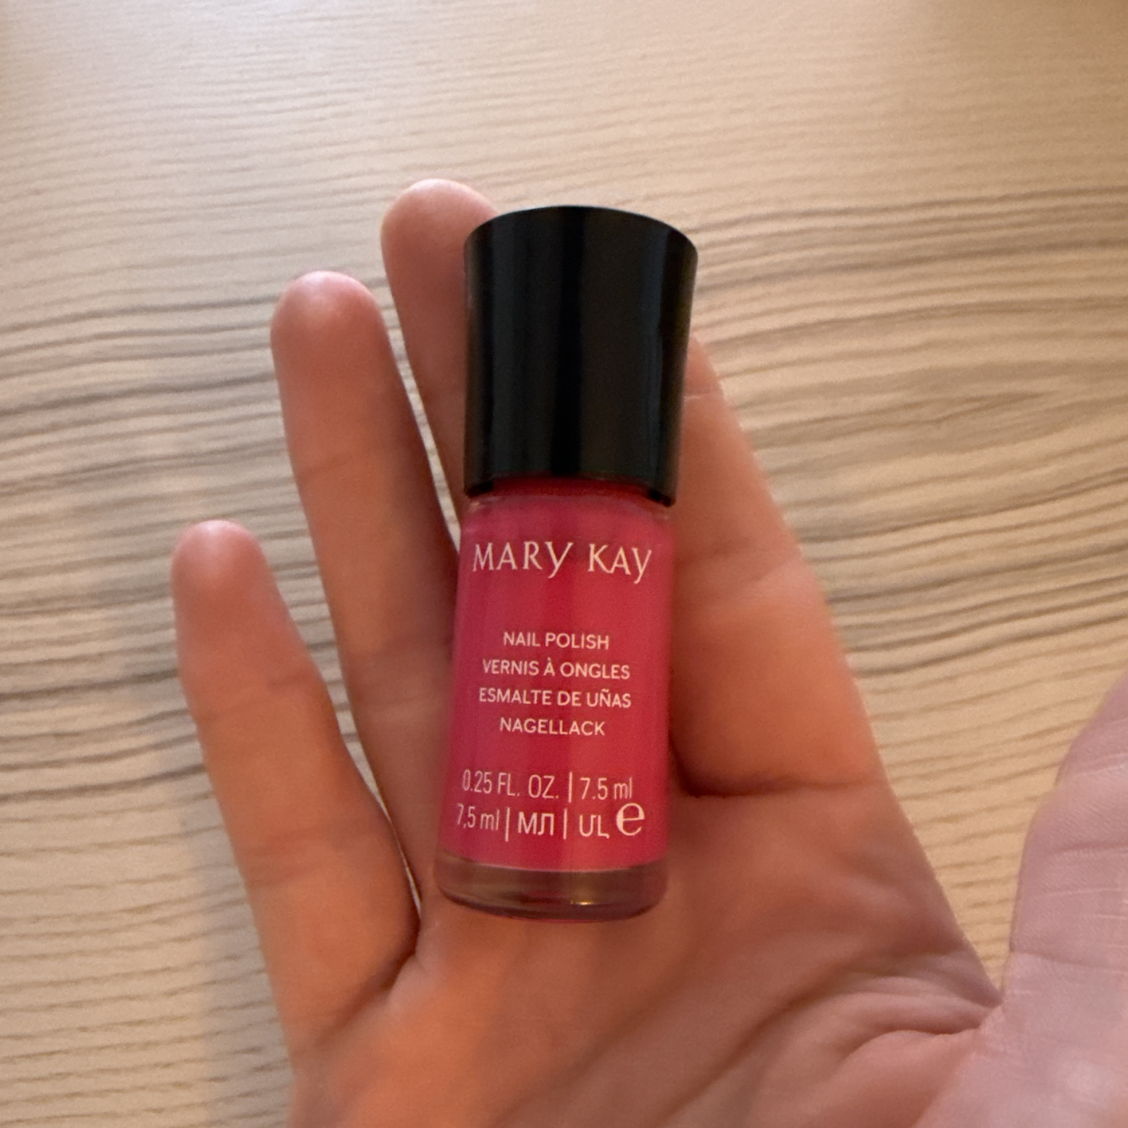 MARY KAY
NAIL POLISH
VERNIS À ONGLES
ESMALTE DE UÑAS
NAGELLACK
0.25 FL. OZ. | 7.5 ml
7,5 ml | МЛ | ՄԼ ℮